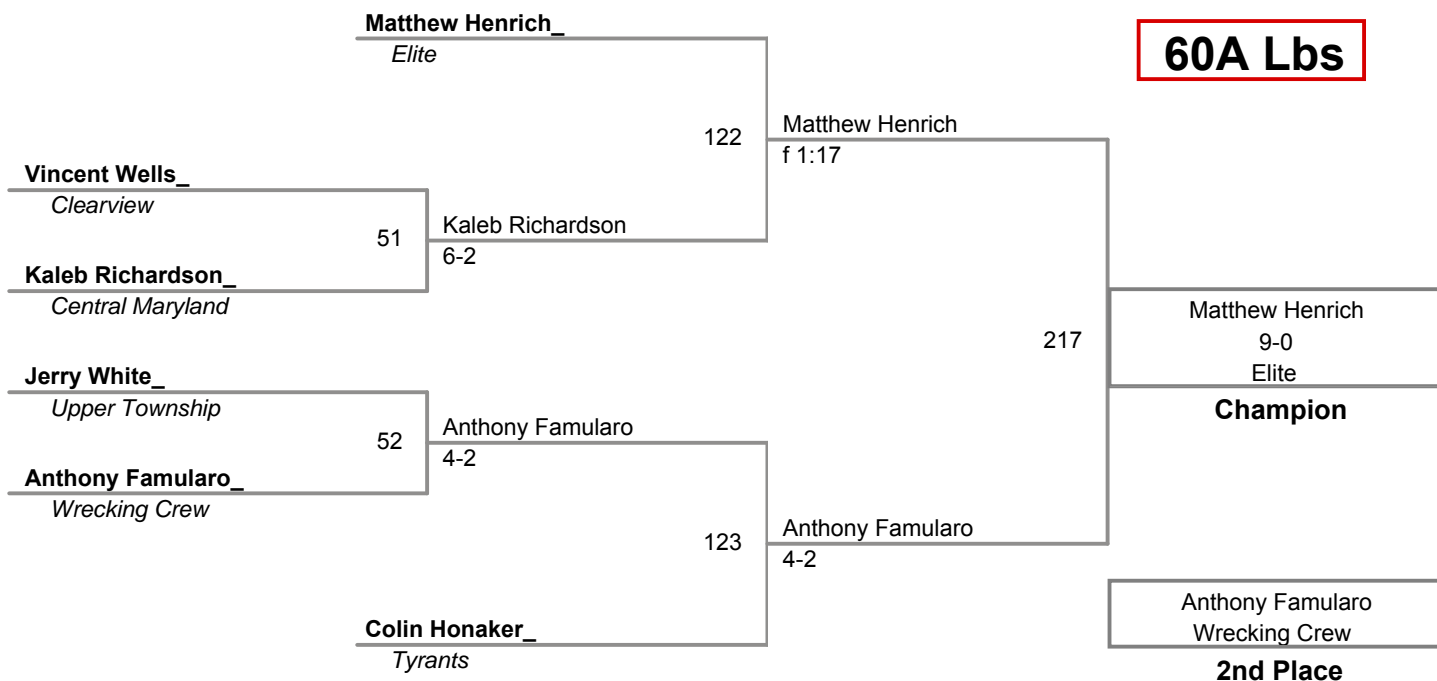 Matthew Henrich_
Elite
60A Lbs
122
Matthew Henrich
f 1:17
Vincent Wells_
Clearview
51
Kaleb Richardson
6-2
Kaleb Richardson_
Central Maryland
217
Matthew Henrich
9-0
Elite
Champion
Jerry White_
Upper Township
52
Anthony Famularo
4-2
Anthony Famularo_
Wrecking Crew
123
Anthony Famularo
4-2
Colin Honaker_
Tyrants
Anthony Famularo
Wrecking Crew
2nd Place